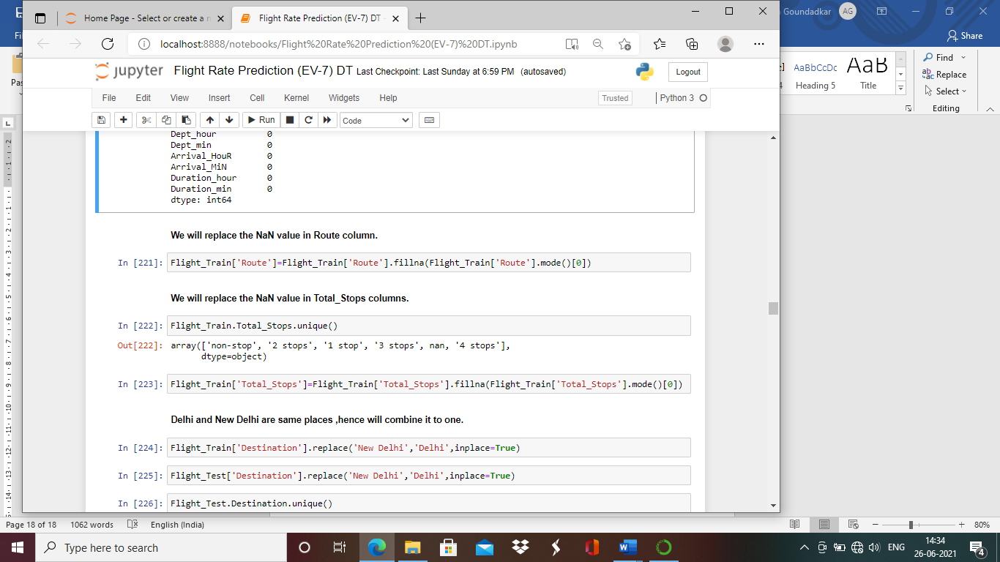 Home Page - Select or create a n
Flight Rate Prediction (EV-7) DT
Goundadkar
AG
localhost:8888/notebooks/Flight%20Rate%20Prediction%20(EV-7)%20DT.ipynb
Share
jupyter Flight Rate Prediction (EV-7) DT Last Checkpoint: Last Sunday at 6:59 PM (autosaved)
Logout
File Edit View Insert Cell Kernel Widgets Help
Trusted
Python 3
Run
Code
AaBbCcDc
AaB
Heading 5
Title
Find
Replace
Select
Editing
Dept_hour 0
Dept_min 0
Arrival_HouR 0
Arrival_MiN 0
Duration_hour 0
Duration_min 0
dtype: int64
We will replace the NaN value in Route column.
In [221]: Flight_Train['Route']=Flight_Train['Route'].fillna(Flight_Train['Route'].mode()[0])
We will replace the NaN value in Total_Stops columns.
In [222]: Flight_Train.Total_Stops.unique()
Out[222]: array(['non-stop', '2 stops', '1 stop', '3 stops', nan, '4 stops'],
dtype=object)
In [223]: Flight_Train['Total_Stops']=Flight_Train['Total_Stops'].fillna(Flight_Train['Total_Stops'].mode()[0])
Delhi and New Delhi are same places ,hence will combine it to one.
In [224]: Flight_Train['Destination'].replace('New Delhi','Delhi',inplace=True)
In [225]: Flight_Test['Destination'].replace('New Delhi','Delhi',inplace=True)
In [226]: Flight_Test.Destination.unique()
Page 18 of 18 1062 words English (India)
80%
Type here to search
ENG
14:34
26-06-2021
4